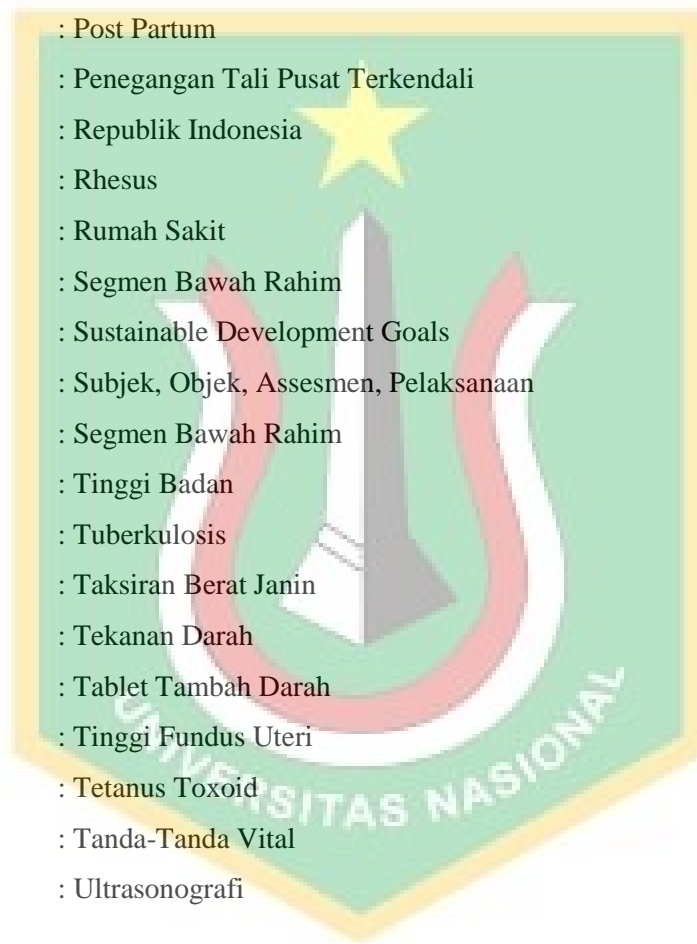 : Post Partum
: Penegangan Tali Pusat Terkendali
: Republik Indonesia
: Rhesus
: Rumah Sakit
: Segmen Bawah Rahim
: Sustainable Development Goals
: Subjek, Objek, Assesmen, Pelaksanaan
: Segmen Bawah Rahim
: Tinggi Badan
: Tuberkulosis
: Taksiran Berat Janin
: Tekanan Darah
: Tablet Tambah Darah
: Tinggi Fundus Uteri
: Tetanus Toxoid
: Tanda-Tanda Vital
: Ultrasonografi
UNIVERSITAS NASIONAL